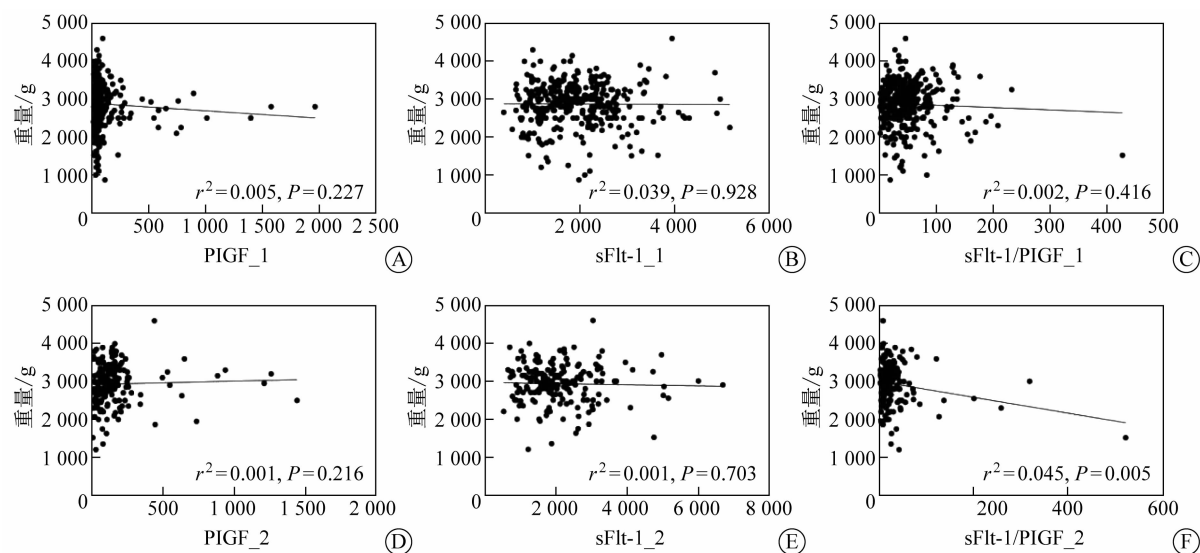 5 000
4 000
3 000
2 000
1 000
0
重量/g
r²=0.005, P=0.227
500 1 000 1 500 2 000 2 500
PIGF_1
A
5 000
4 000
3 000
2 000
1 000
0
重量/g
r²=0.039, P=0.928
2 000 4 000 6 000
sFlt-1_1
B
5 000
4 000
3 000
2 000
1 000
0
重量/g
r²=0.002, P=0.416
100 200 300 400 500
sFlt-1/PIGF_1
C
5 000
4 000
3 000
2 000
1 000
0
重量/g
r²=0.001, P=0.216
500 1 000 1 500 2 000
PIGF_2
D
5 000
4 000
3 000
2 000
1 000
0
重量/g
r²=0.001, P=0.703
2 000 4 000 6 000 8 000
sFlt-1_2
E
5 000
4 000
3 000
2 000
1 000
0
重量/g
r²=0.045, P=0.005
200 400 600
sFlt-1/PIGF_2
F